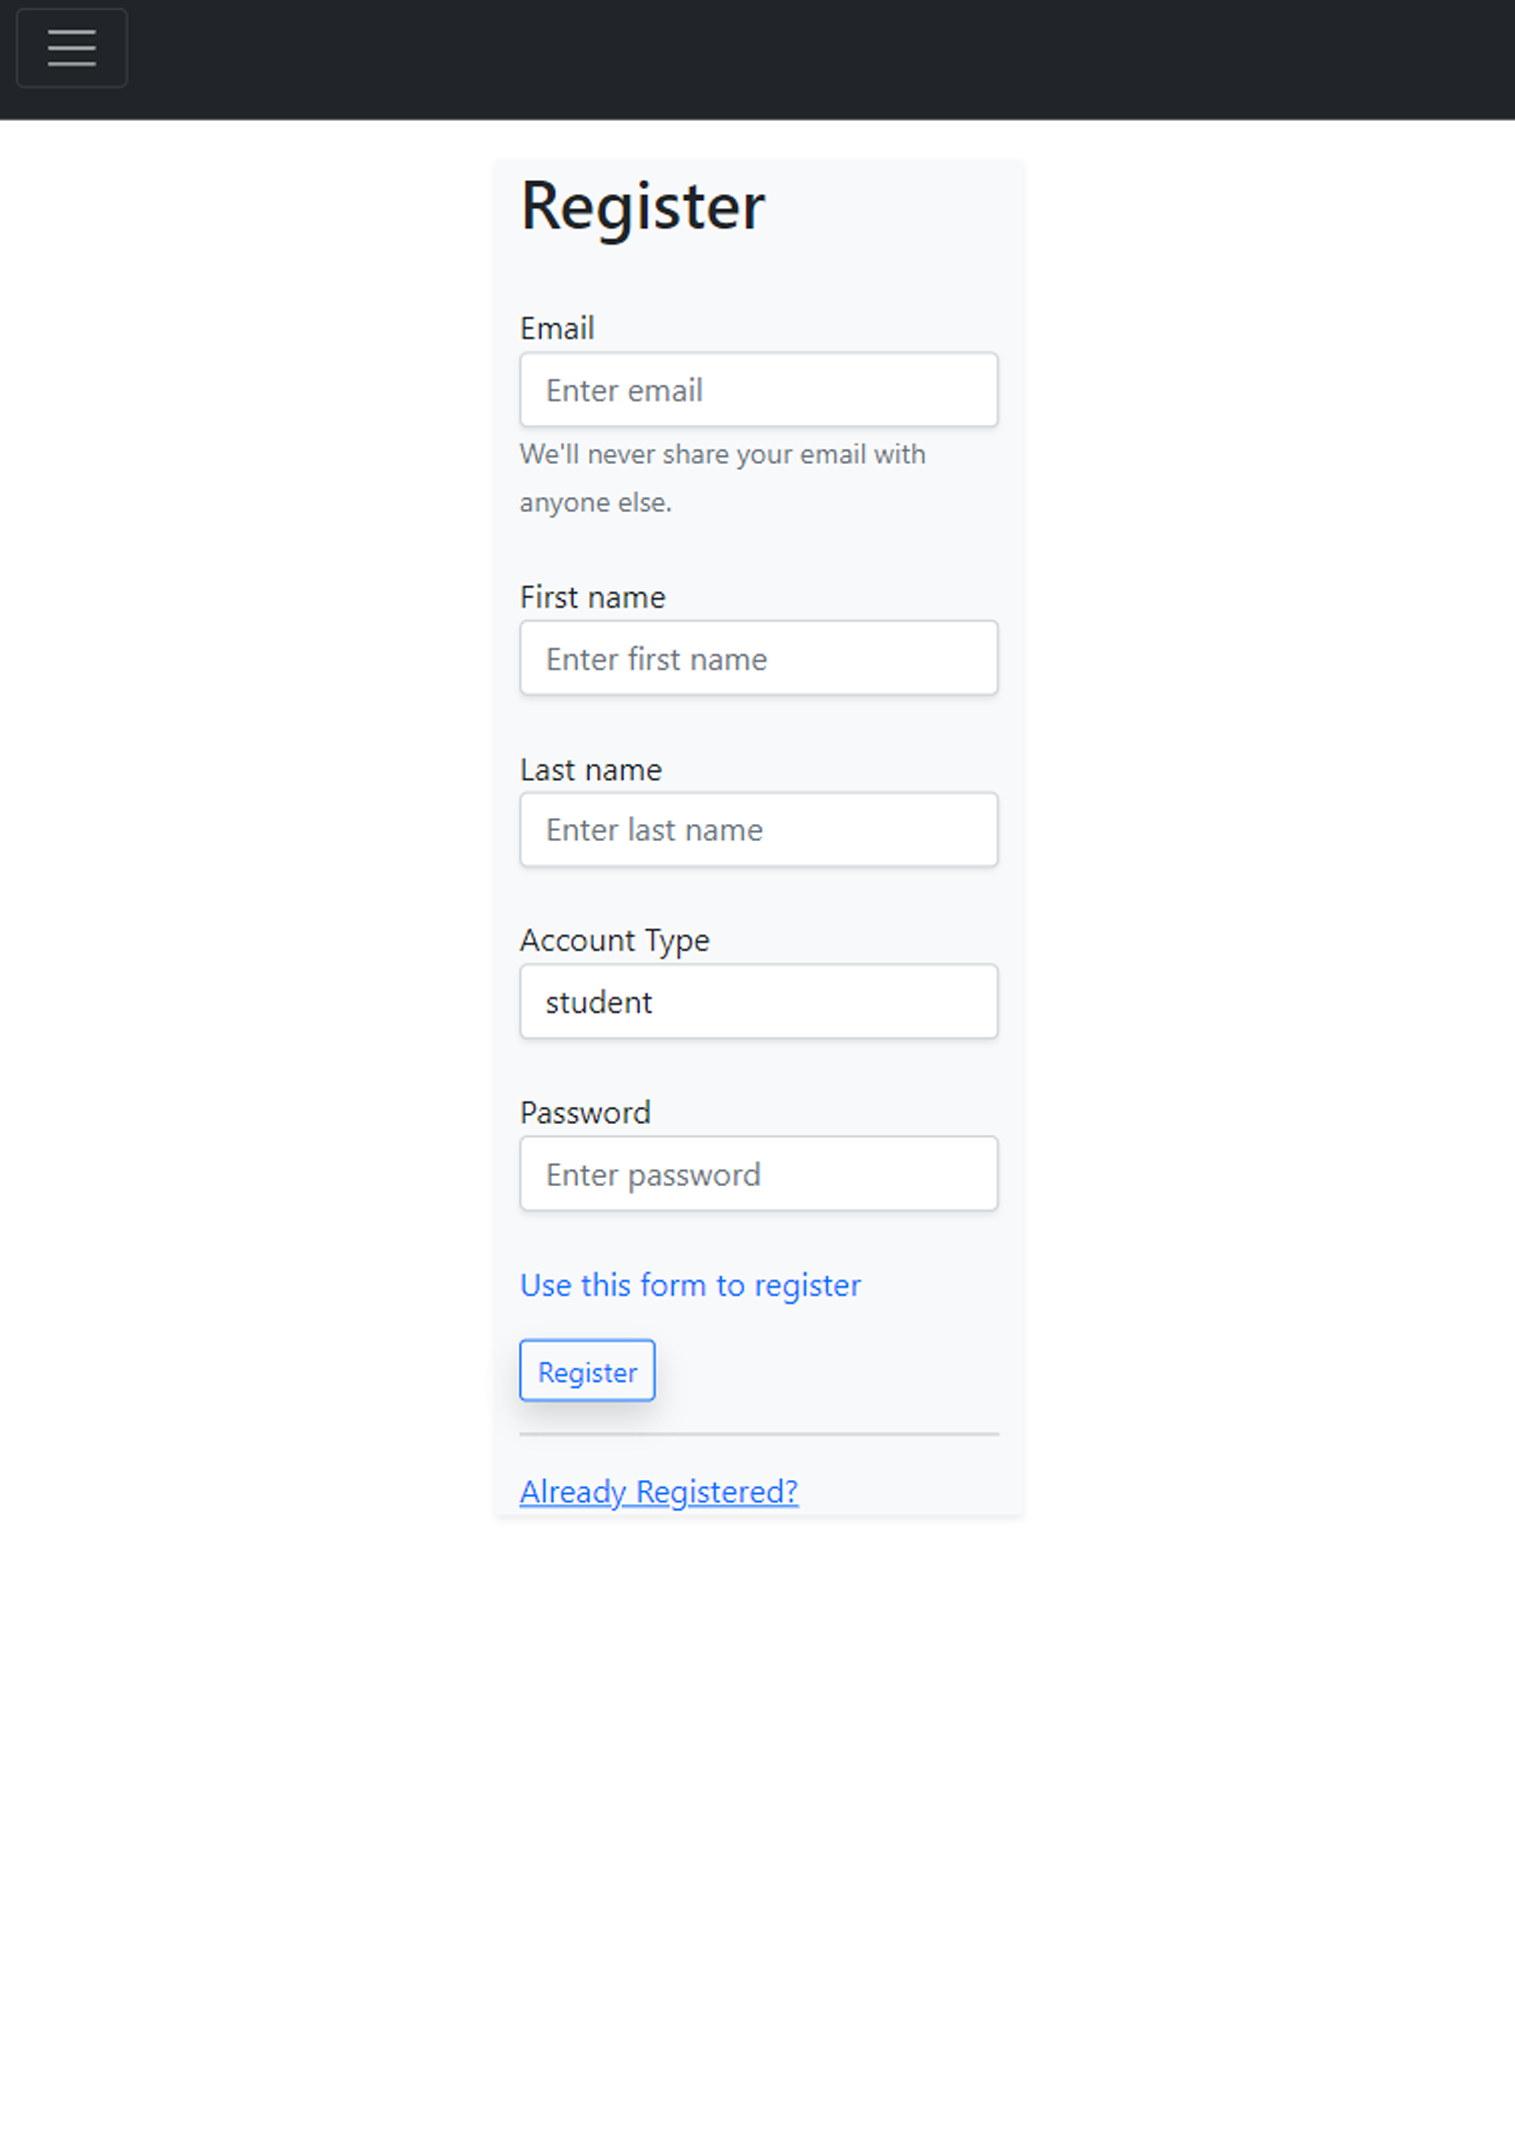 Register
Email
Enter email
We'll never share your email with
anyone else.
First name
Enter first name
Last name
Enter last name
Account Type
student
Password
Enter password
Use this form to register
Register
Already Registered?